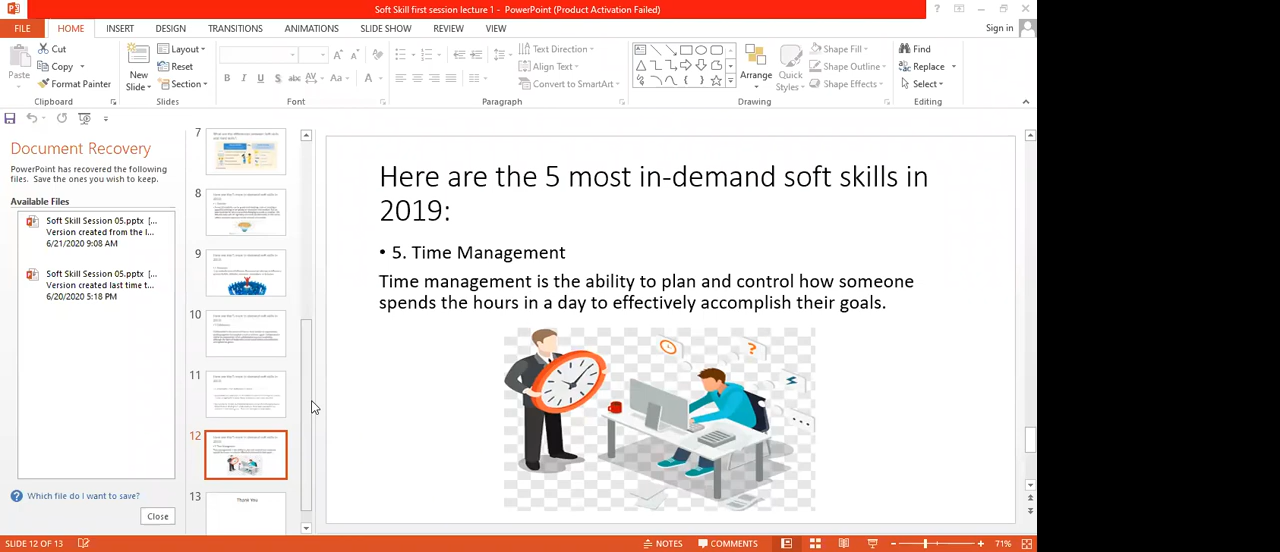 Soft Skill first session lecture 1 - PowerPoint (Product Activation Failed)
FILE HOME INSERT DESIGN TRANSITIONS ANIMATIONS SLIDE SHOW REVIEW VIEW Sign in
Paste
Cut
Copy
Format Painter
Clipboard
New Slide
Layout
Reset
Section
Slides
B I U S abc AV Aa A
Font
Text Direction
Align Text
Convert to SmartArt
Paragraph
Arrange
Quick Styles
Shape Fill
Shape Outline
Shape Effects
Drawing
Find
Replace
Select
Editing
Document Recovery
PowerPoint has recovered the following
files. Save the ones you wish to keep.
Available Files
Soft Skill Session 05.pptx [...
Version created from the l...
6/21/2020 9:08 AM
Soft Skill Session 05.pptx [...
Version created last time t...
6/20/2020 5:18 PM
Which file do I want to save?
Close
7
8
9
10
11
12
13
Thank You
Here are the 5 most in-demand soft skills in
2019:
• 5. Time Management
Time management is the ability to plan and control how someone
spends the hours in a day to effectively accomplish their goals.
SLIDE 12 OF 13
NOTES COMMENTS 71%